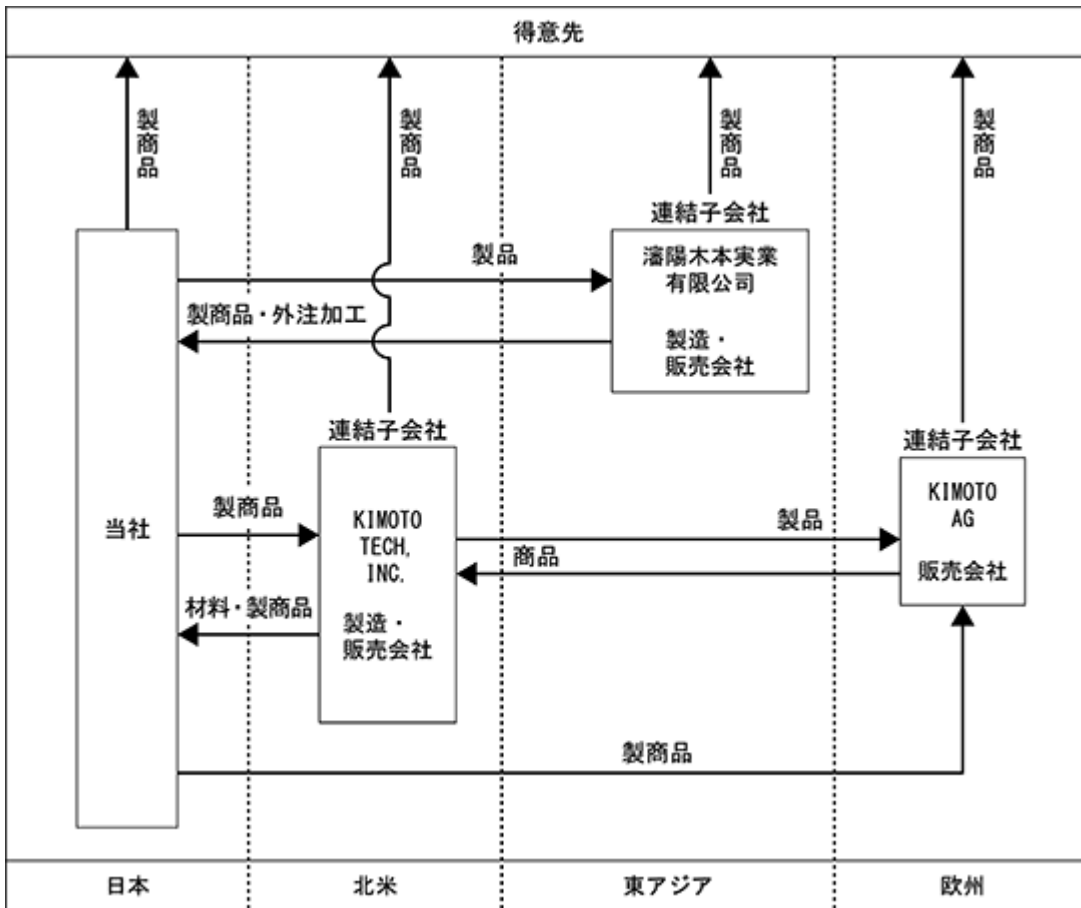 得意先
製商品
製商品
製商品
製商品
連結子会社
瀋陽木本実業
有限公司
製造・
販売会社
製品
製商品・外注加工
連結子会社
KIMOTO
TECH,
INC.
製造・
販売会社
連結子会社
KIMOTO
AG
販売会社
当社
製商品
製品
商品
材料・製商品
製商品
日本
北米
東アジア
欧州